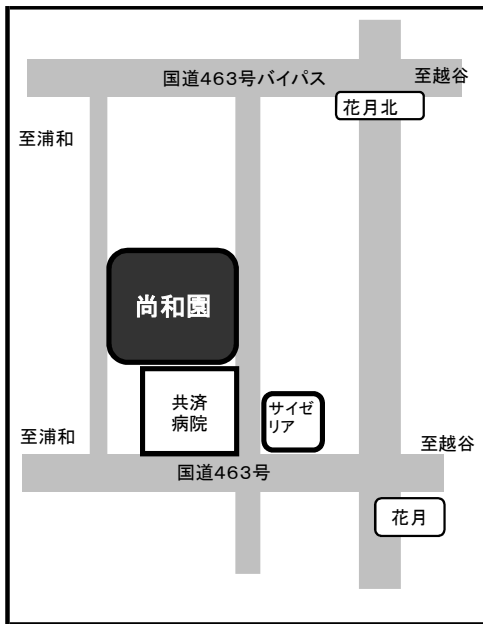 国道463号バイパス
至越谷
花月北
至浦和
尚和園
共済
病院
サイゼ
リア
至浦和
至越谷
国道463号
花月